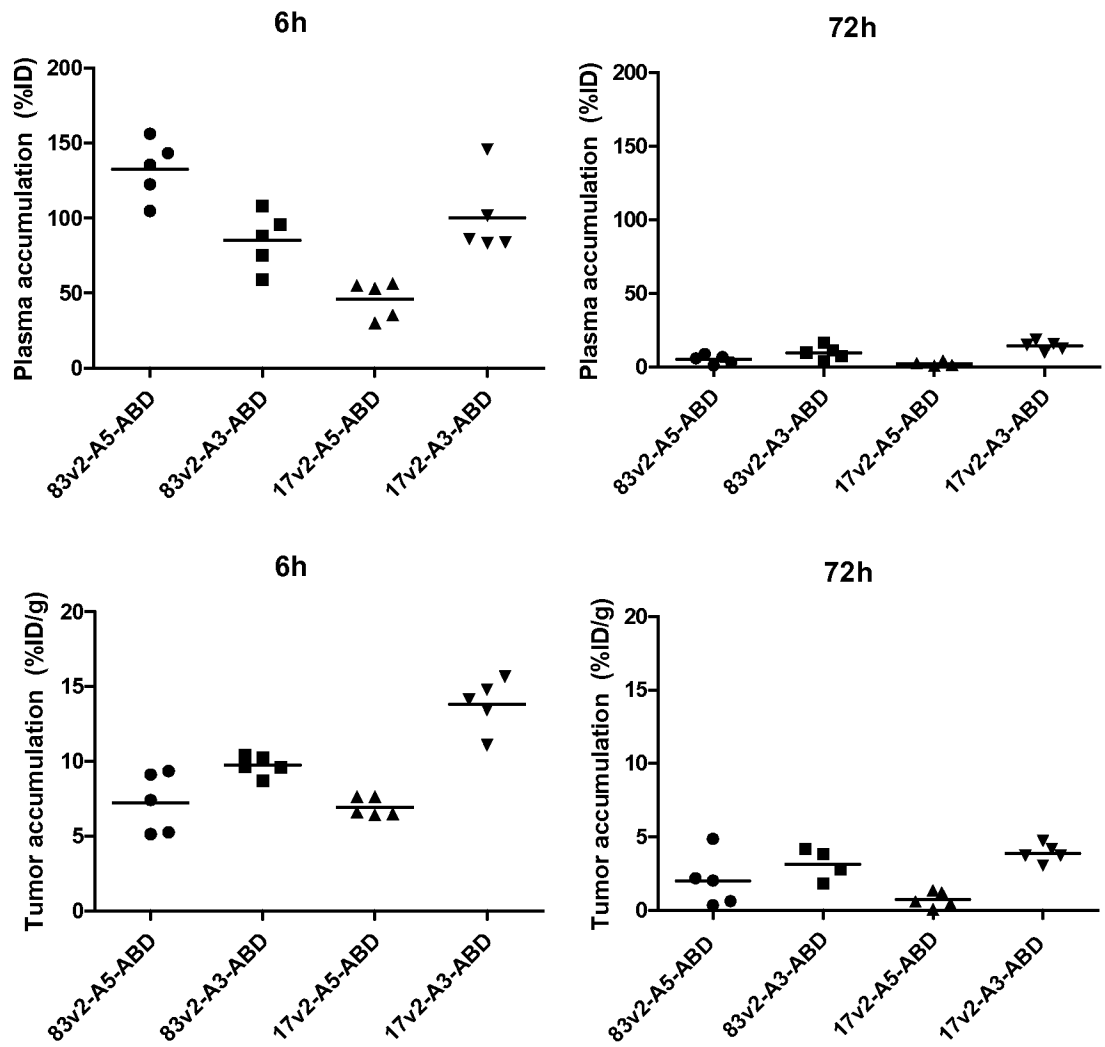 6h
Plasma accumulation (%ID)
200
150
100
50
0
83v2-A5-ABD
83v2-A3-ABD
17v2-A5-ABD
17v2-A3-ABD
72h
Plasma accumulation (%ID)
200
150
100
50
0
83v2-A5-ABD
83v2-A3-ABD
17v2-A5-ABD
17v2-A3-ABD
6h
Tumor accumulation (%ID/g)
20
15
10
5
0
83v2-A5-ABD
83v2-A3-ABD
17v2-A5-ABD
17v2-A3-ABD
72h
Tumor accumulation (%ID/g)
20
15
10
5
0
83v2-A5-ABD
83v2-A3-ABD
17v2-A5-ABD
17v2-A3-ABD